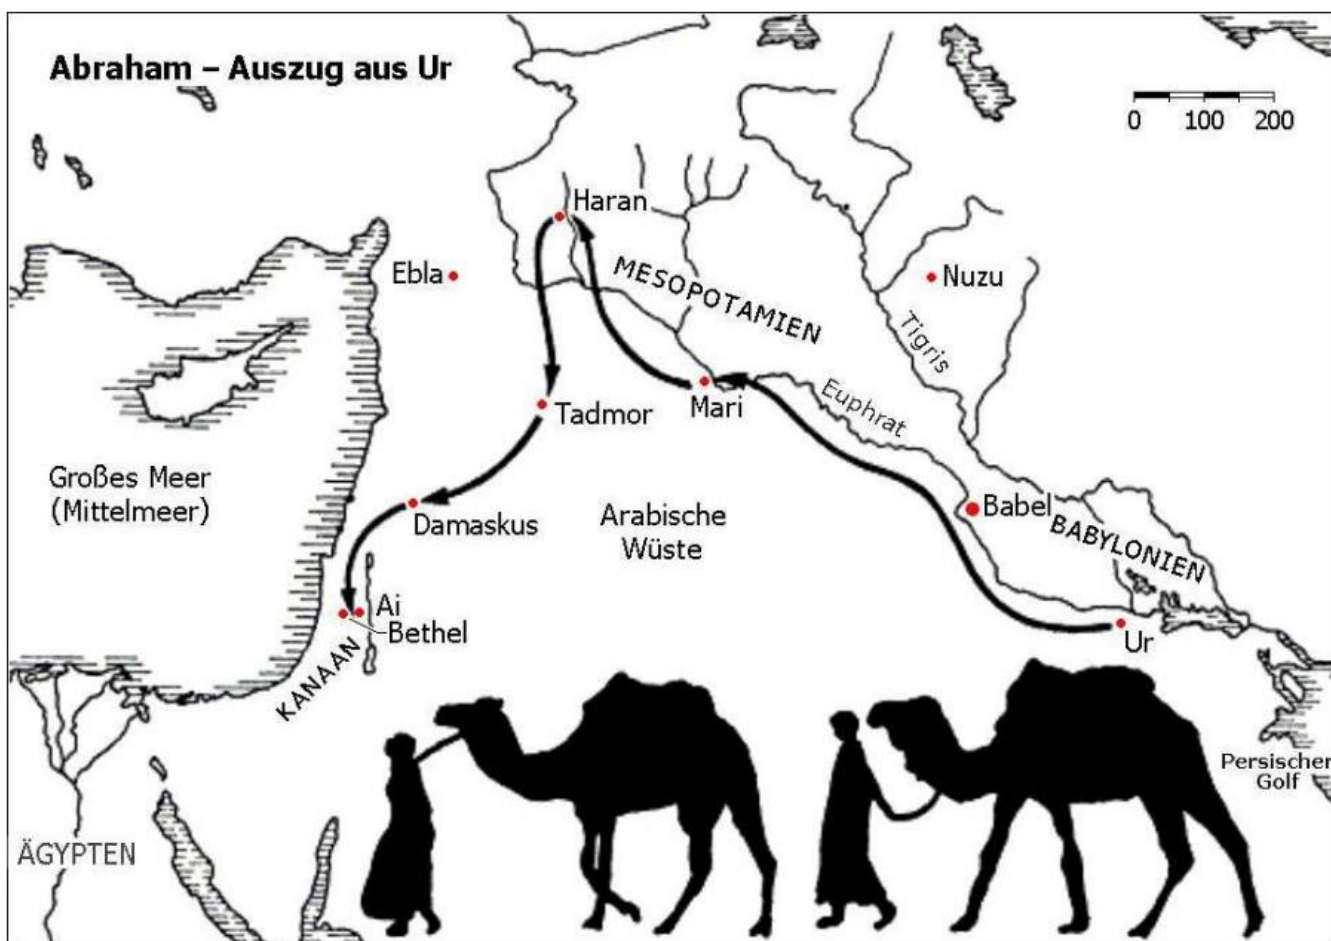 Abraham – Auszug aus Ur
0 100 200
Haran
Ebla
MESOPOTAMIEN
Nuzu
Tigris
Mari
Euphrat
Tadmor
Großes Meer
(Mittelmeer)
Damaskus
Arabische
Wüste
Babel
BABYLONIEN
Ai
Bethel
Ur
KANAAN
Persischer
Golf
ÄGYPTEN